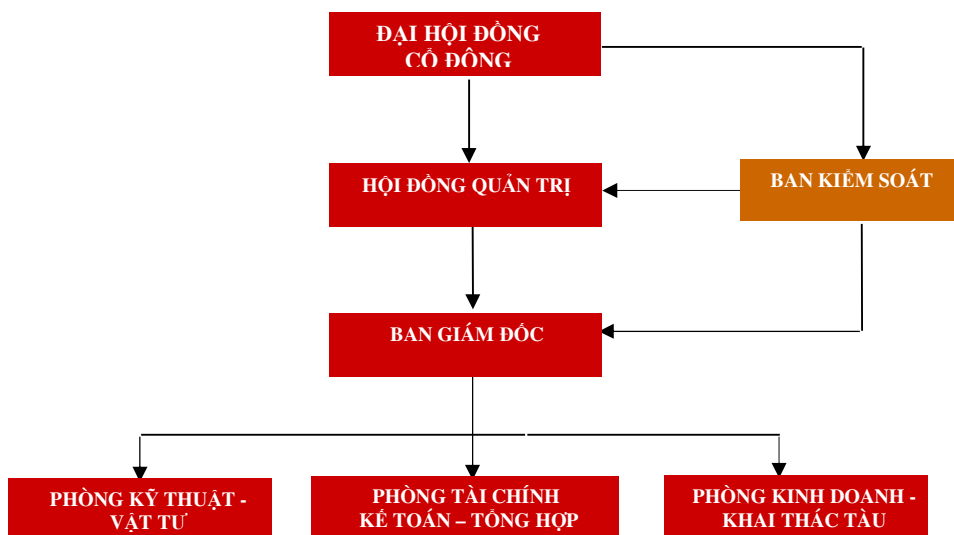 ĐẠI HỘI ĐỒNG
CỔ ĐÔNG
HỘI ĐỒNG QUẢN TRỊ
BAN KIỂM SOÁT
BAN GIÁM ĐỐC
PHÒNG KỸ THUẬT -
VẬT TƯ
PHÒNG TÀI CHÍNH
KẾ TOÁN – TỔNG HỢP
PHÒNG KINH DOANH -
KHAI THÁC TÀU